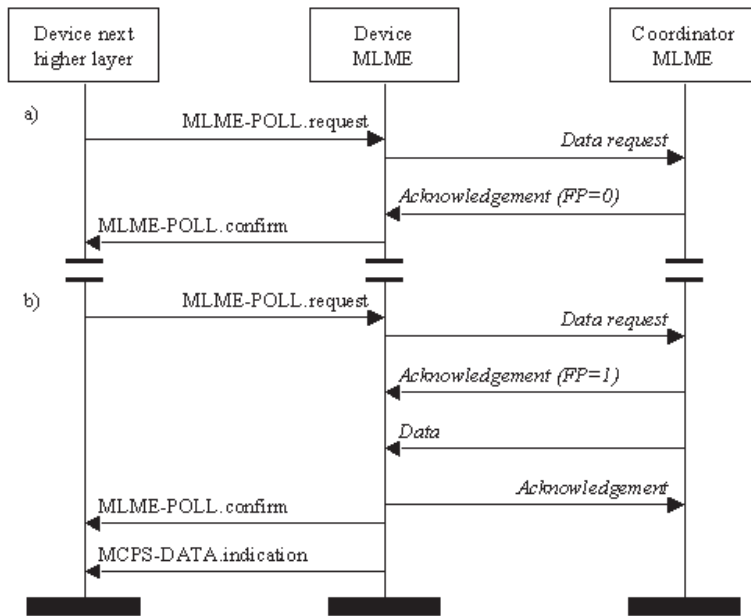 Device next
higher layer
Device
MLME
Coordinator
MLME
a)
MLME-POLL.request
Data request
Acknowledgement (FP=0)
MLME-POLL.confirm
b)
MLME-POLL.request
Data request
Acknowledgement (FP=1)
Data
Acknowledgement
MLME-POLL.confirm
MCPS-DATA.indication